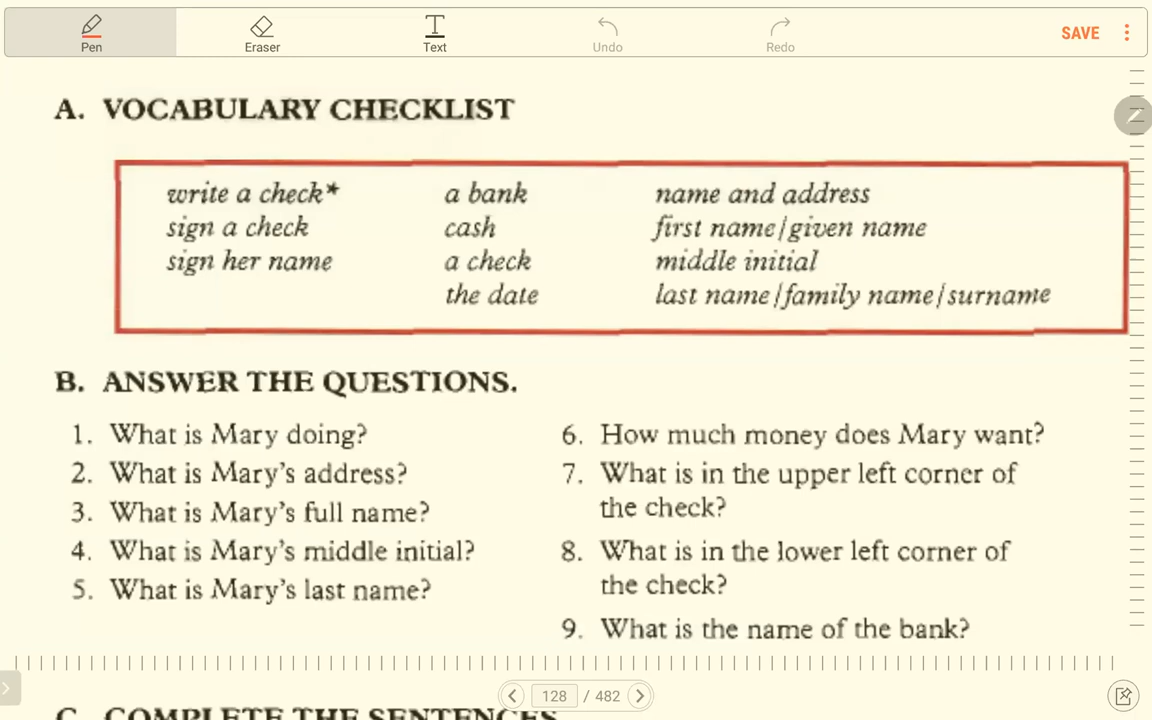 Pen
Eraser
Text
Undo
Redo
SAVE
A. VOCABULARY CHECKLIST
write a check* a bank name and address
sign a check cash first name/given name
sign her name a check middle initial
the date last name/family name/surname
B. ANSWER THE QUESTIONS.
1. What is Mary doing?
2. What is Mary's address?
3. What is Mary's full name?
4. What is Mary's middle initial?
5. What is Mary's last name?
6. How much money does Mary want?
7. What is in the upper left corner of
the check?
8. What is in the lower left corner of
the check?
9. What is the name of the bank?
128 / 482
C. COMPLETE THE SENTENCES